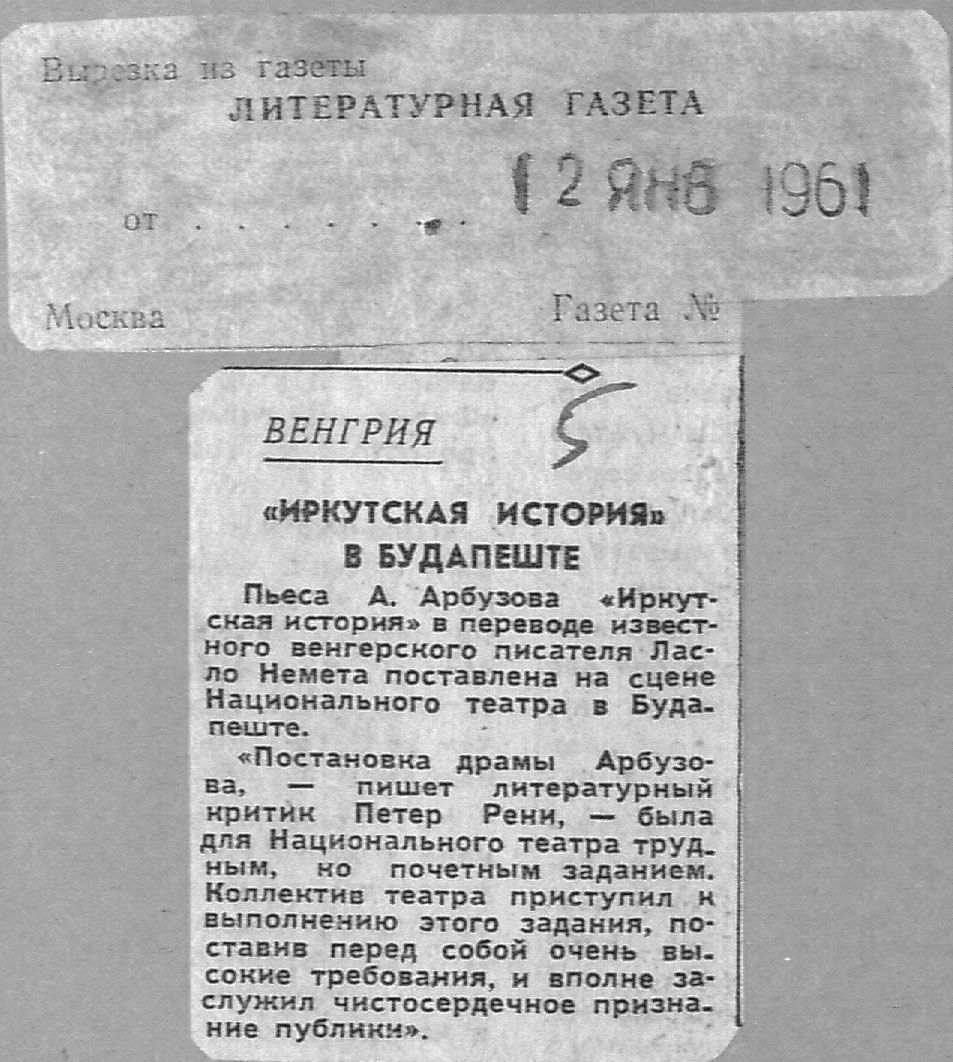 Вырезка из газеты
ЛИТЕРАТУРНАЯ ГАЗЕТА
от . . . . . . . . 12 ЯНВ 1961
Москва Газета №
ВЕНГРИЯ
5
«ИРКУТСКАЯ ИСТОРИЯ»
В БУДАПЕШТЕ
Пьеса А. Арбузова «Иркут-
ская история» в переводе извест-
ного венгерского писателя Лас-
ло Немета поставлена на сцене
Национального театра в Буда-
пеште.
«Постановка драмы Арбузо-
ва, — пишет литературный
критик Петер Рени, — была
для Национального театра труд-
ным, но почетным заданием.
Коллектив театра приступил к
выполнению этого задания, по-
ставив перед собой очень вы-
сокие требования, и вполне за-
служил чистосердечное призна-
ние публики».